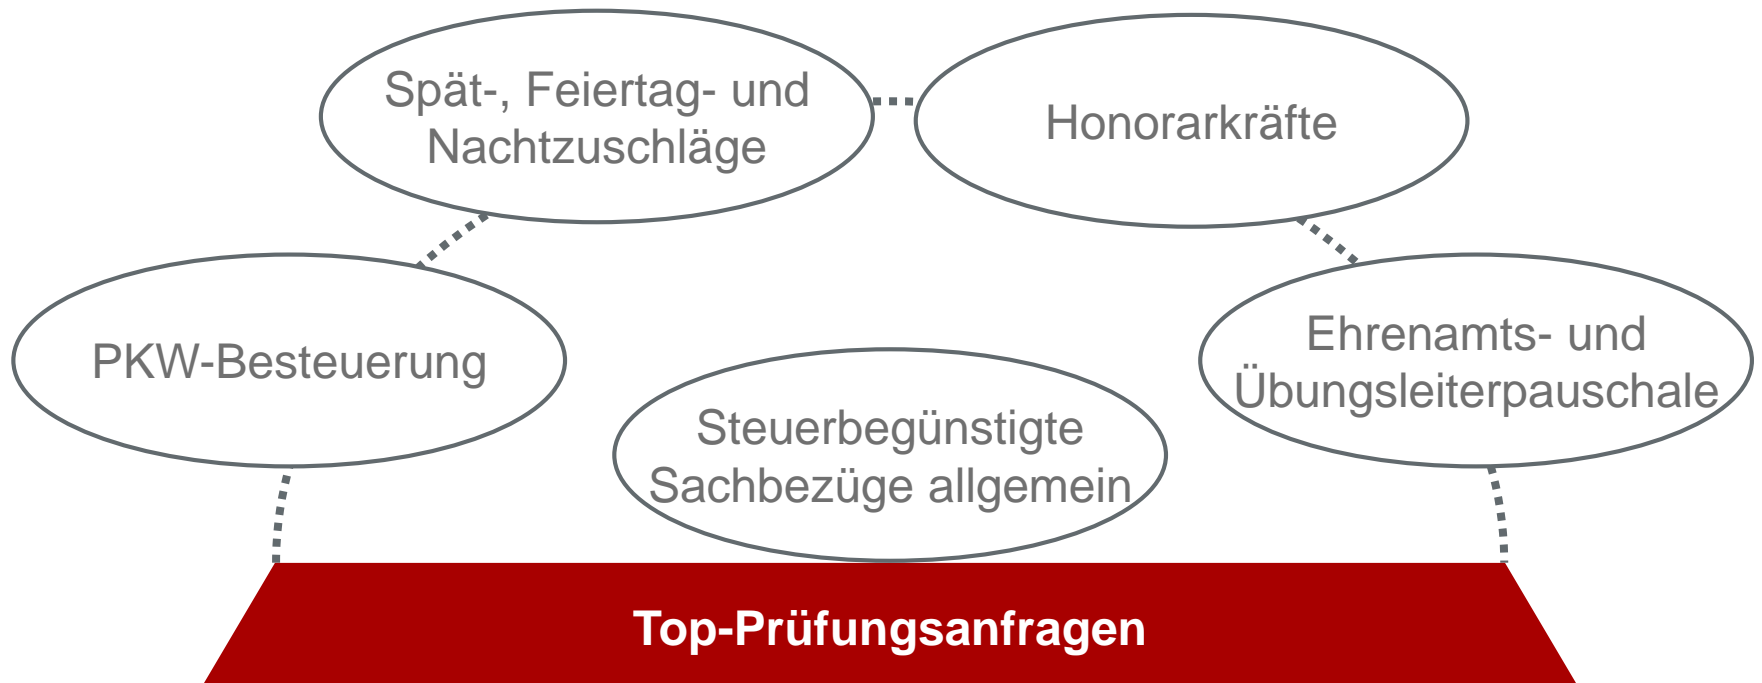 Spät-, Feiertag- und
Nachtzuschläge
Honorarkräfte
PKW-Besteuerung
Ehrenamts- und
Übungsleiterpauschale
Steuerbegünstigte
Sachbezüge allgemein
Top-Prüfungsanfragen